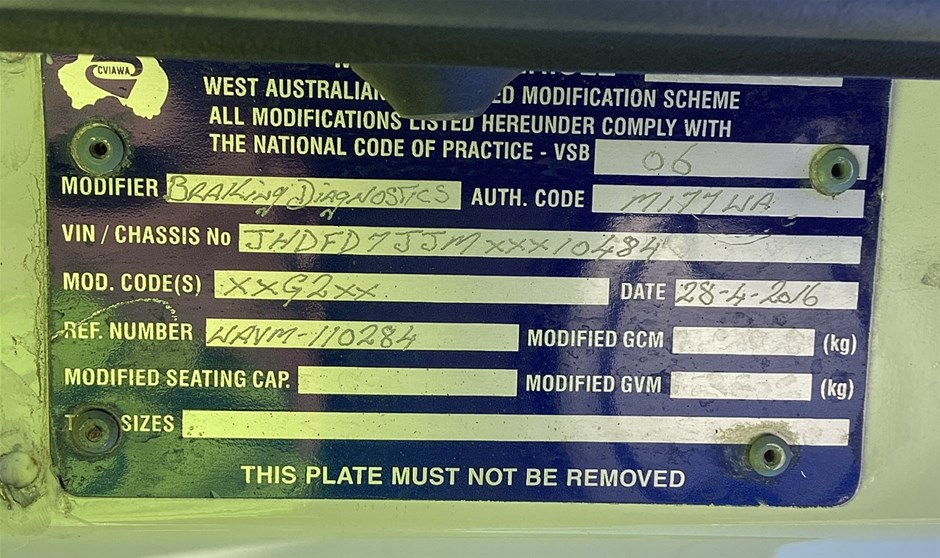 CVIAWA
WEST AUSTRALIAN ED MODIFICATION SCHEME
ALL MODIFICATIONS LISTED HEREUNDER COMPLY WITH
THE NATIONAL CODE OF PRACTICE - VSB 06
MODIFIER BRAKING DIAGNOSTICS AUTH. CODE M177WA
VIN / CHASSIS No JHDFD7JJMXXX10484
MOD. CODE(S) XXG2XX DATE 28-4-2016
REF. NUMBER WAVM-110284 MODIFIED GCM (kg)
MODIFIED SEATING CAP. MODIFIED GVM (kg)
SIZES
THIS PLATE MUST NOT BE REMOVED